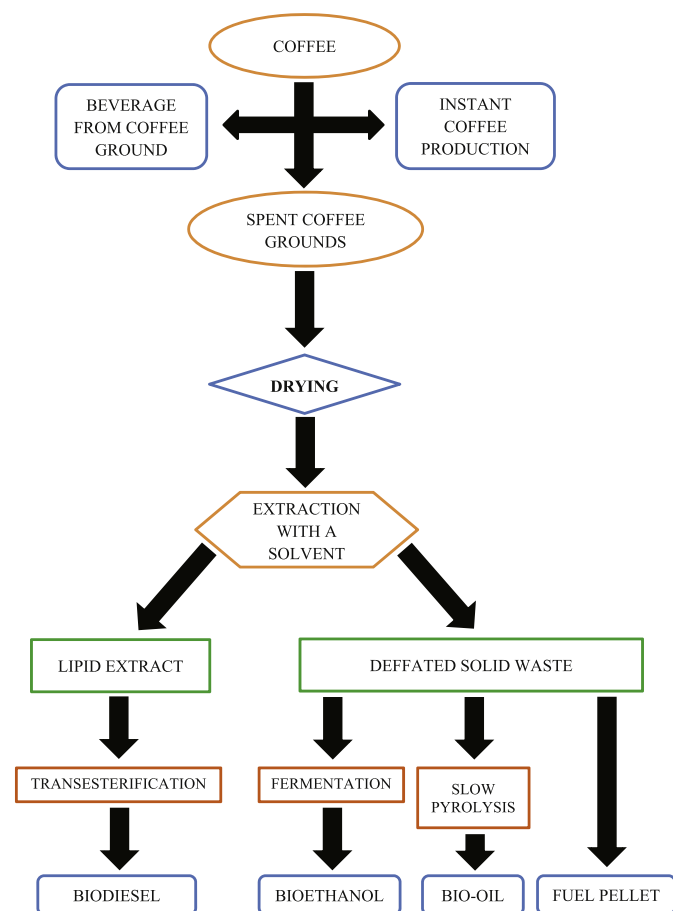 COFFEE
BEVERAGE
FROM COFFEE
GROUND
INSTANT
COFFEE
PRODUCTION
SPENT COFFEE
GROUNDS
DRYING
EXTRACTION
WITH A
SOLVENT
LIPID EXTRACT
DEFFATED SOLID WASTE
TRANSESTERIFICATION
FERMENTATION
SLOW
PYROLYSIS
BIODIESEL
BIOETHANOL
BIO-OIL
FUEL PELLET